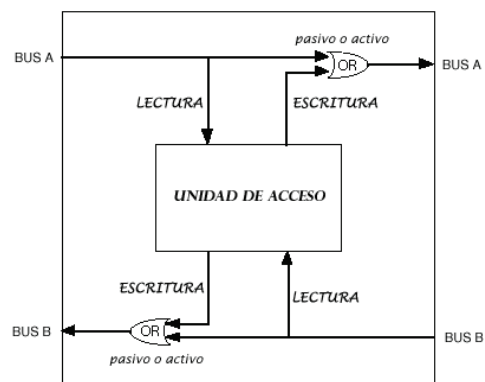 pasivo o activo
BUS A
OR
BUS A
LECTURA
ESCRITURA
UNIDAD DE ACCESO
ESCRITURA
LECTURA
BUS B
OR
BUS B
pasivo o activo